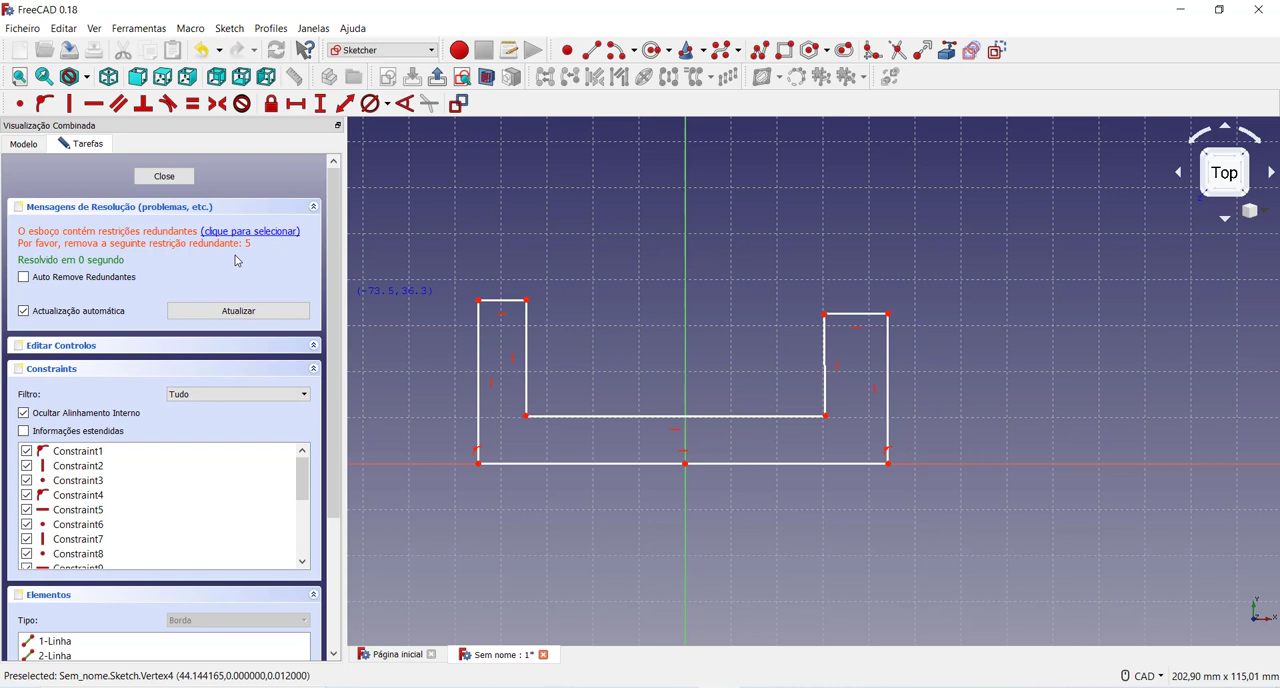 FreeCAD 0.18
Ficheiro Editar Ver Ferramentas Macro Sketch Profiles Janelas Ajuda
Sketcher
Visualização Combinada
Modelo Tarefas
Close
Mensagens de Resolução (problemas, etc.)
O esboço contém restrições redundantes (clique para selecionar)
Por favor, remova a seguinte restrição redundante: 5
Resolvido em 0 segundo
Auto Remove Redundantes
Actualização automática Atualizar
Editar Controlos
Constraints
Filtro: Tudo
Ocultar Alinhamento Interno
Informações estendidas
Constraint1
Constraint2
Constraint3
Constraint4
Constraint5
Constraint6
Constraint7
Constraint8
Constraint9
Elementos
Tipo: Borda
1-Linha
2-Linha
(-73.5,36.3)
Top
Z
Y
X
Página inicial Sem nome : 1*
Preselected: Sem_nome.Sketch.Vertex4 (44.144165,0.000000,0.012000) CAD 202,90 mm x 115,01 mm